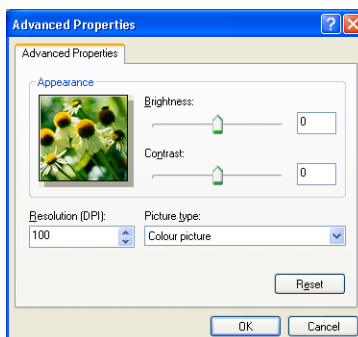 Advanced Properties
Advanced Properties
Appearance
Brightness:
0
Contrast:
0
Resolution (DPI): Picture type:
100 Colour picture
Reset
OK Cancel